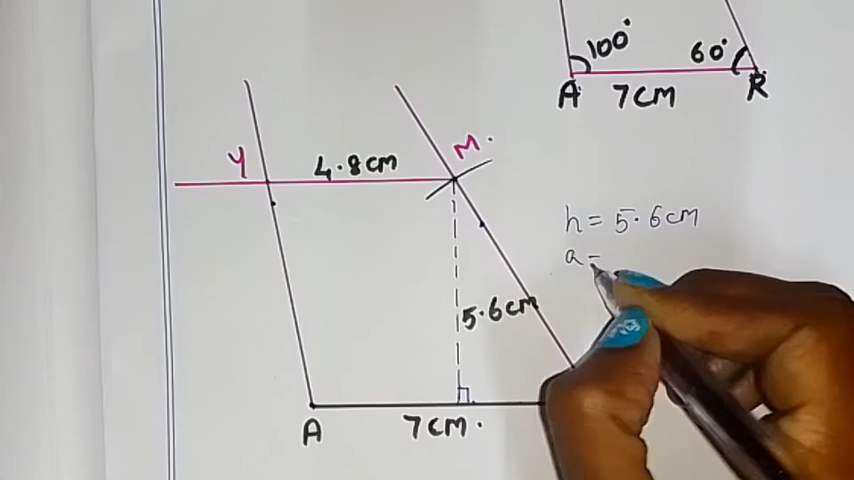 100° 60°
A 7cm R
Y 4.8cm M.
h = 5.6cm
a =
5.6cm
A 7cm.